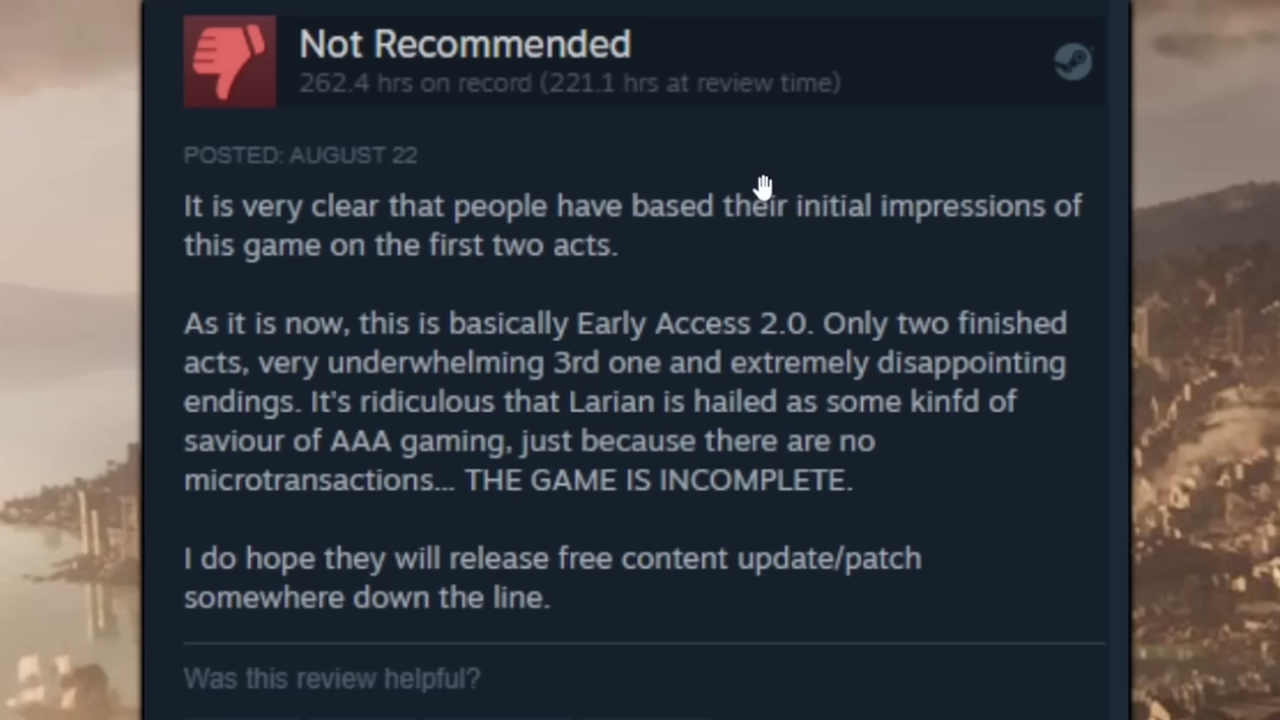 Not Recommended
262.4 hrs on record (221.1 hrs at review time)
POSTED: AUGUST 22
It is very clear that people have based their initial impressions of
this game on the first two acts.
As it is now, this is basically Early Access 2.0. Only two finished
acts, very underwhelming 3rd one and extremely disappointing
endings. It's ridiculous that Larian is hailed as some kinfd of
saviour of AAA gaming, just because there are no
microtransactions... THE GAME IS INCOMPLETE.
I do hope they will release free content update/patch
somewhere down the line.
Was this review helpful?